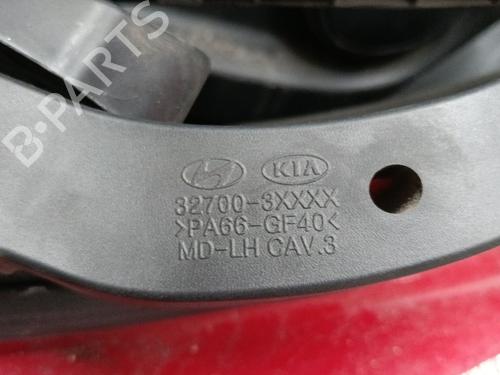 B-PARTS
KIA
32700-3XXXX
>PA66-GF40<
MD-LH CAV.3